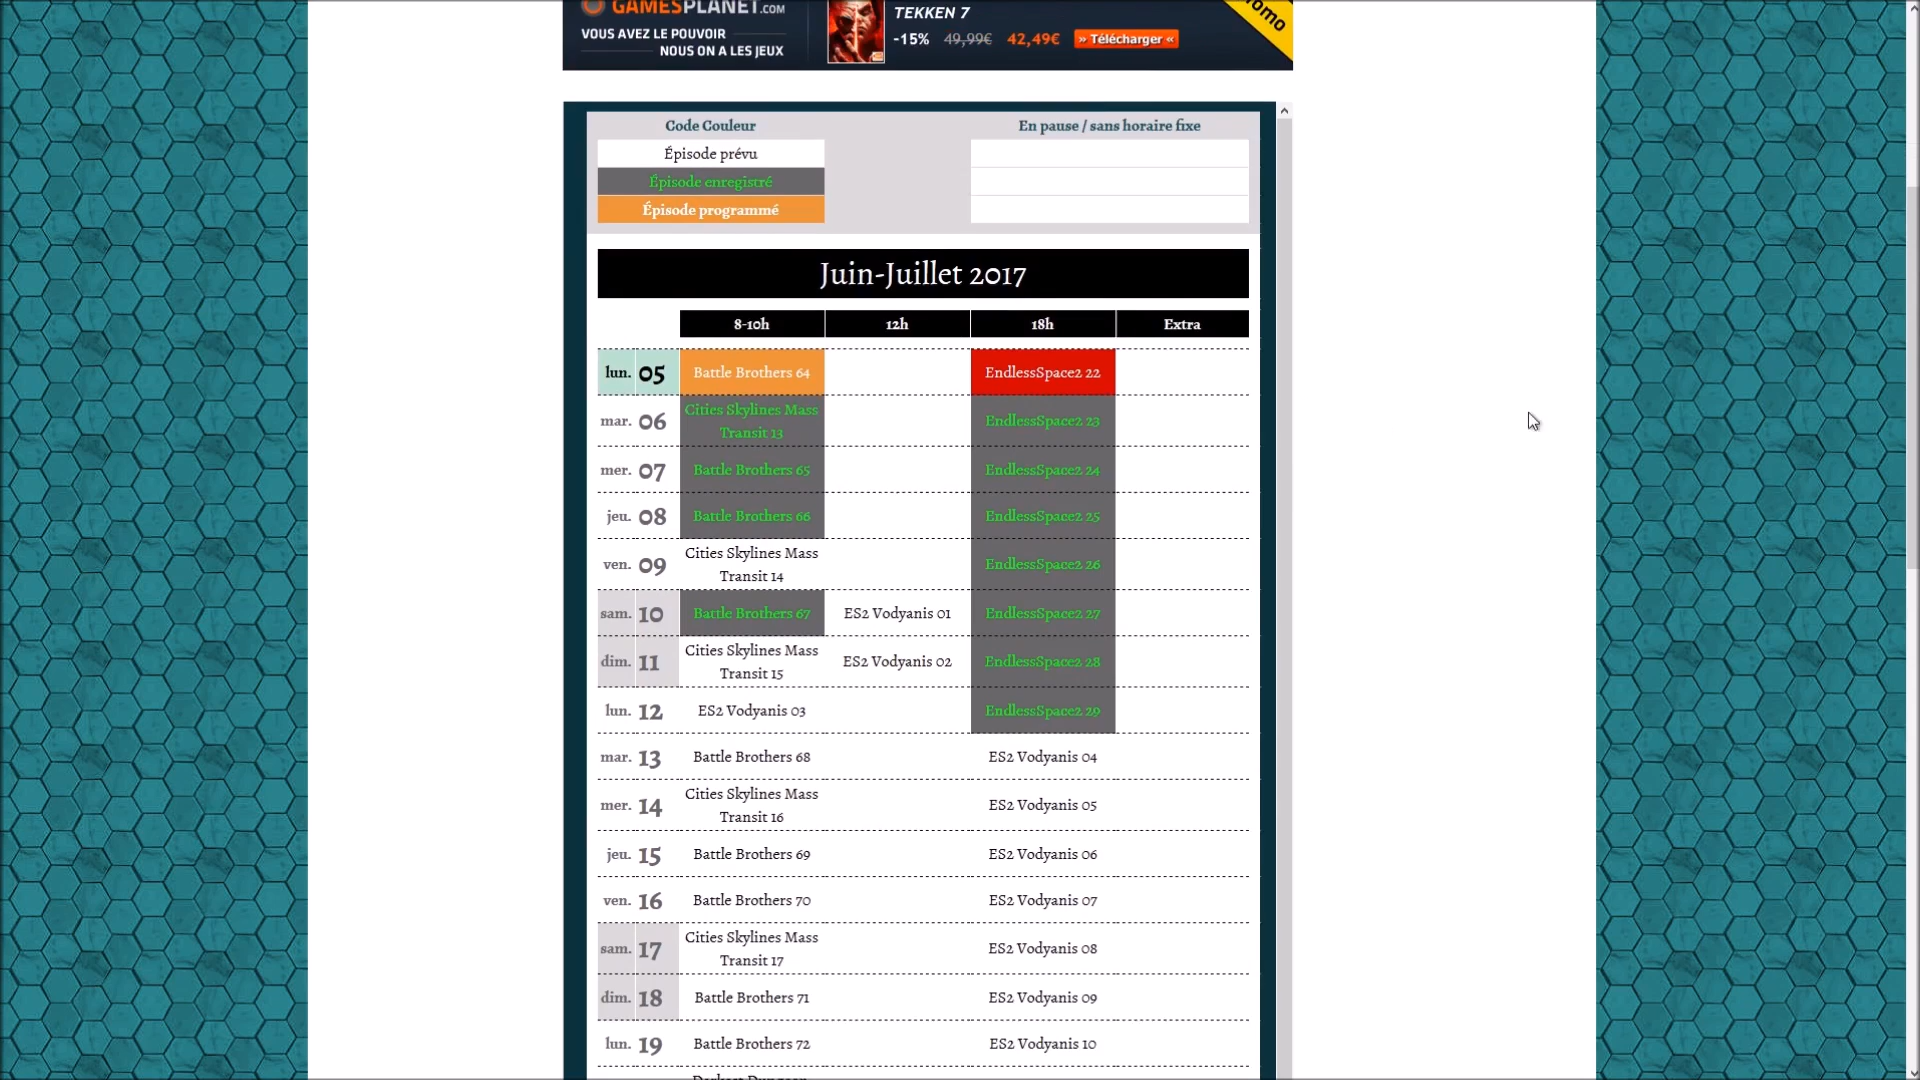 GAMESPLANET.COM
VOUS AVEZ LE POUVOIR
NOUS ON A LES JEUX
TEKKEN 7
-15% 49,99€ 42,49€ » Télécharger «
Code Couleur
En pause / sans horaire fixe
Épisode prévu
Épisode enregistré
Épisode programmé
Juin-Juillet 2017
8-10h 12h 18h Extra
lun. 05 Battle Brothers 64 EndlessSpace2 22
mar. 06 Cities Skylines Mass Transit 13 EndlessSpace2 23
mer. 07 Battle Brothers 65 EndlessSpace2 24
jeu. 08 Battle Brothers 66 EndlessSpace2 25
ven. 09 Cities Skylines Mass Transit 14 EndlessSpace2 26
sam. 10 Battle Brothers 67 ES2 Vodyanis 01 EndlessSpace2 27
dim. 11 Cities Skylines Mass Transit 15 ES2 Vodyanis 02 EndlessSpace2 28
lun. 12 ES2 Vodyanis 03 EndlessSpace2 29
mar. 13 Battle Brothers 68 ES2 Vodyanis 04
mer. 14 Cities Skylines Mass Transit 16 ES2 Vodyanis 05
jeu. 15 Battle Brothers 69 ES2 Vodyanis 06
ven. 16 Battle Brothers 70 ES2 Vodyanis 07
sam. 17 Cities Skylines Mass Transit 17 ES2 Vodyanis 08
dim. 18 Battle Brothers 71 ES2 Vodyanis 09
lun. 19 Battle Brothers 72 ES2 Vodyanis 10